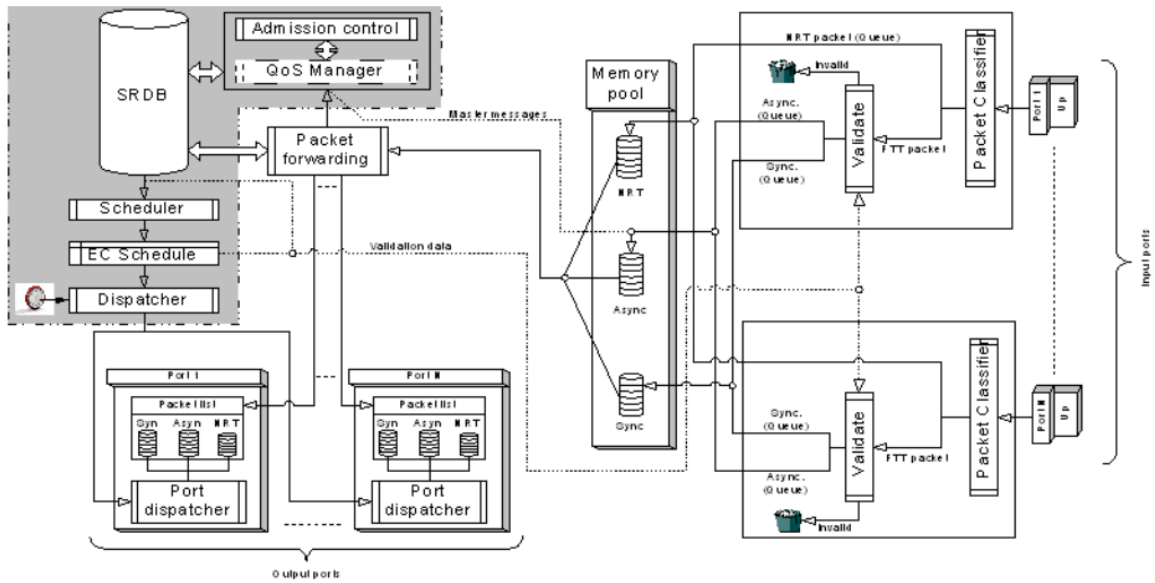 Admission control
QoS Manager
SRDB
Packet
forwarding
Master messages
Scheduler
EC Schedule
Validation data
Dispatcher
Memory
pool
NRT
Async
Sync
NRT packet (Queue)
Invalid
Async.
(Queue)
Sync.
(Queue)
Validate
FTT packet
Packet Classifier
Port 1
Up
Input ports
Sync.
(Queue)
Async.
(Queue)
Validate
FTT packet
Invalid
Packet Classifier
Port N
Up
Port 1
Packet list
Syn Asyn NRT
Port
dispatcher
Port N
Packet list
Syn Asyn NRT
Port
dispatcher
Output ports